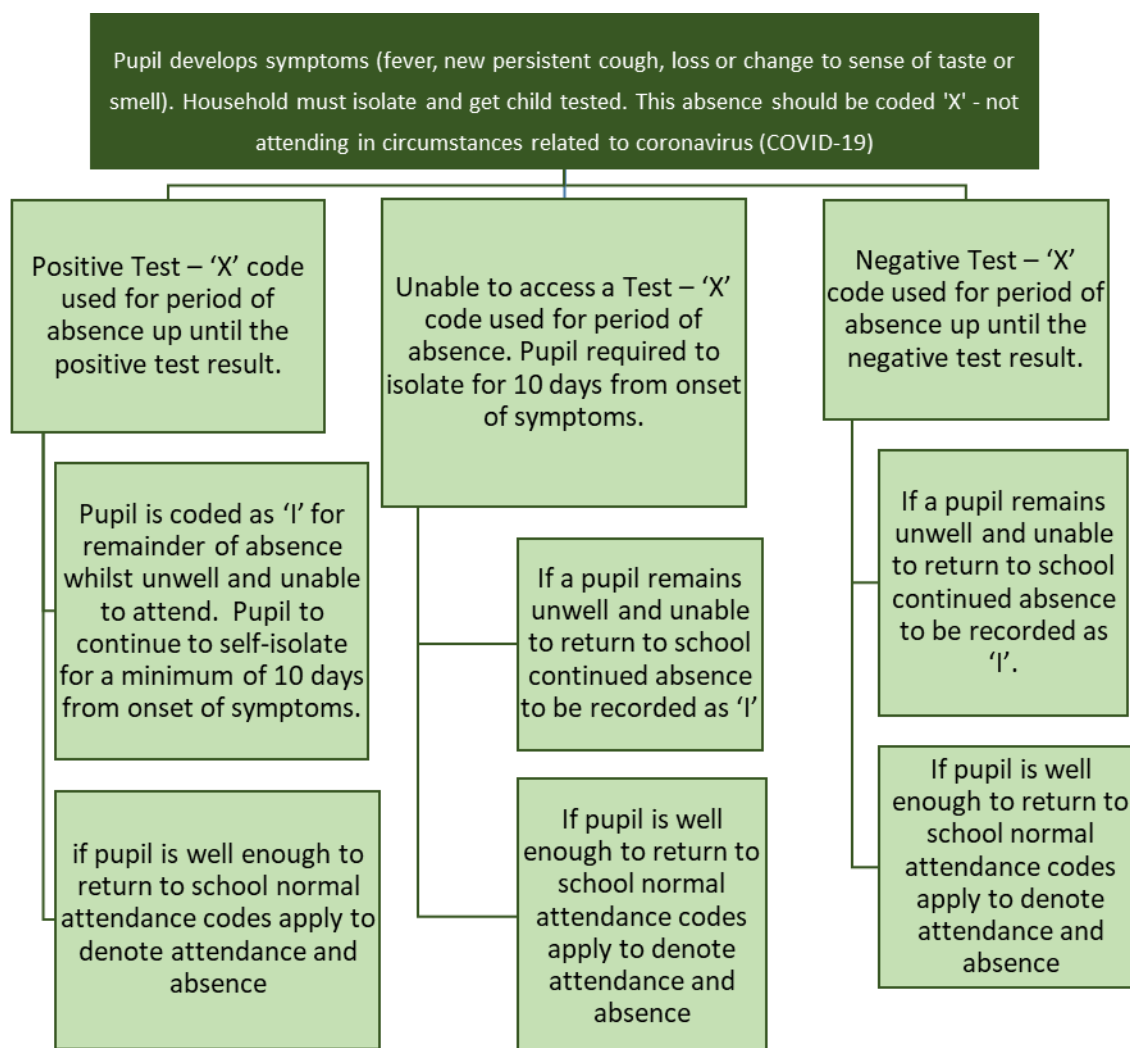 Pupil develops symptoms (fever, new persistent cough, loss or change to sense of taste or
smell). Household must isolate and get child tested. This absence should be coded 'X' - not
attending in circumstances related to coronavirus (COVID-19)
Positive Test – ‘X’ code
used for period of
absence up until the
positive test result.
Pupil is coded as ‘I’ for
remainder of absence
whilst unwell and unable
to attend.  Pupil to
continue to self-isolate
for a minimum of 10 days
from onset of symptoms.
if pupil is well enough to
return to school normal
attendance codes apply to
denote attendance and
absence
Unable to access a Test – ‘X’
code used for period of
absence. Pupil required to
isolate for 10 days from onset
of symptoms.
If a pupil remains
unwell and unable
to return to school
continued absence
to be recorded as ‘I’
If pupil is well
enough to return to
school normal
attendance codes
apply to denote
attendance and
absence
Negative Test – ‘X’
code used for period of
absence up until the
negative test result.
If a pupil remains
unwell and unable
to return to school
continued absence
to be recorded as
‘I’.
If pupil is well
enough to return to
school normal
attendance codes
apply to denote
attendance and
absence